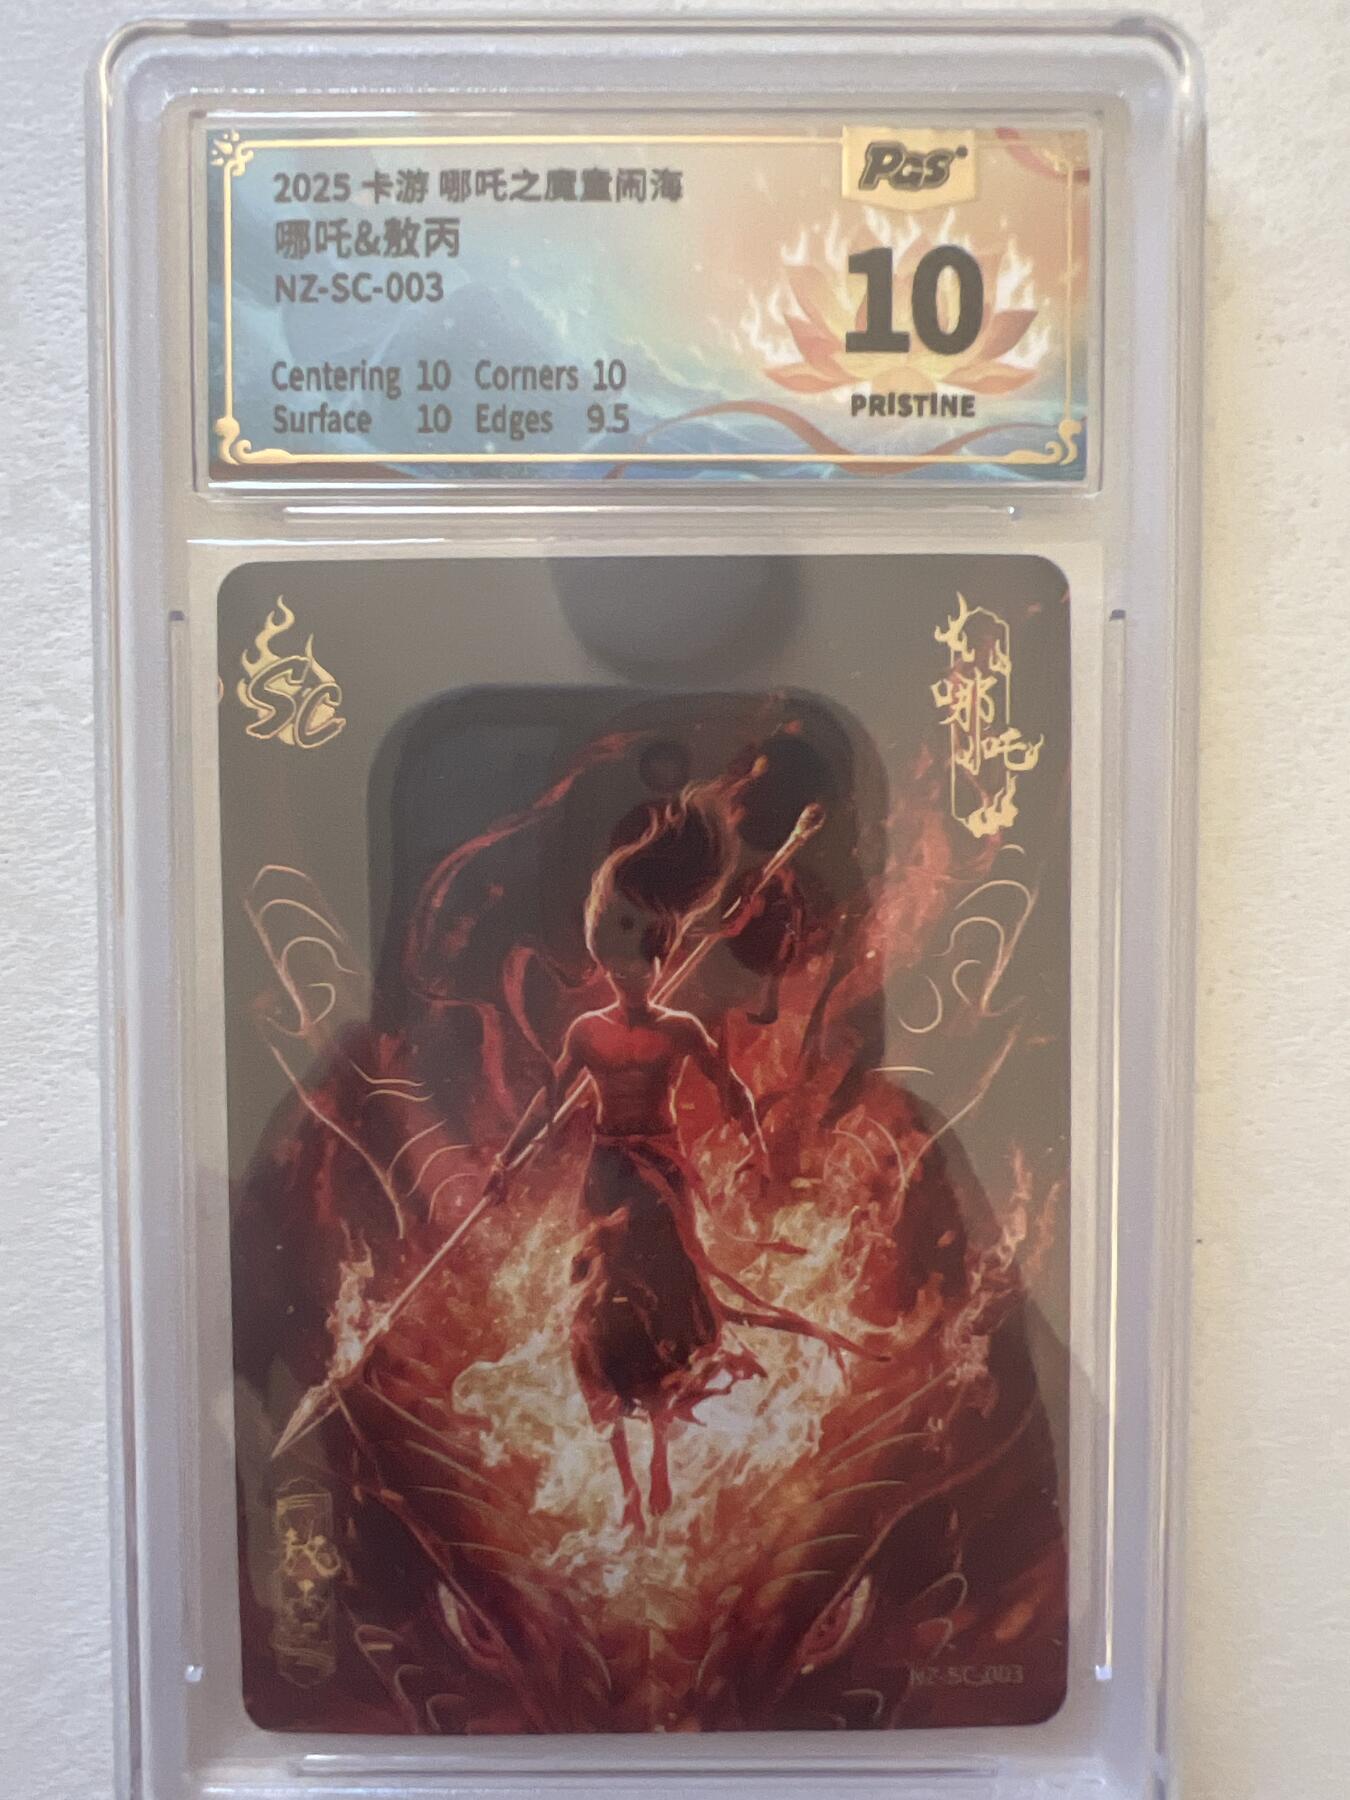 PGS
2025 卡游 哪吒之魔童闹海
哪吒&敖丙
NZ-SC-003
10
Centering 10 Corners 10
Surface 10 Edges 9.5
PRISTINE
SC
哪吒
NZ-SC-003